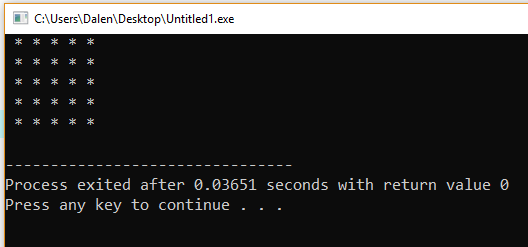 C:\Users\Dalen\Desktop\Untitled1.exe
* * * * *
* * * * *
* * * * *
* * * * *
* * * * *
--------------------------------
Process exited after 0.03651 seconds with return value 0
Press any key to continue . . .